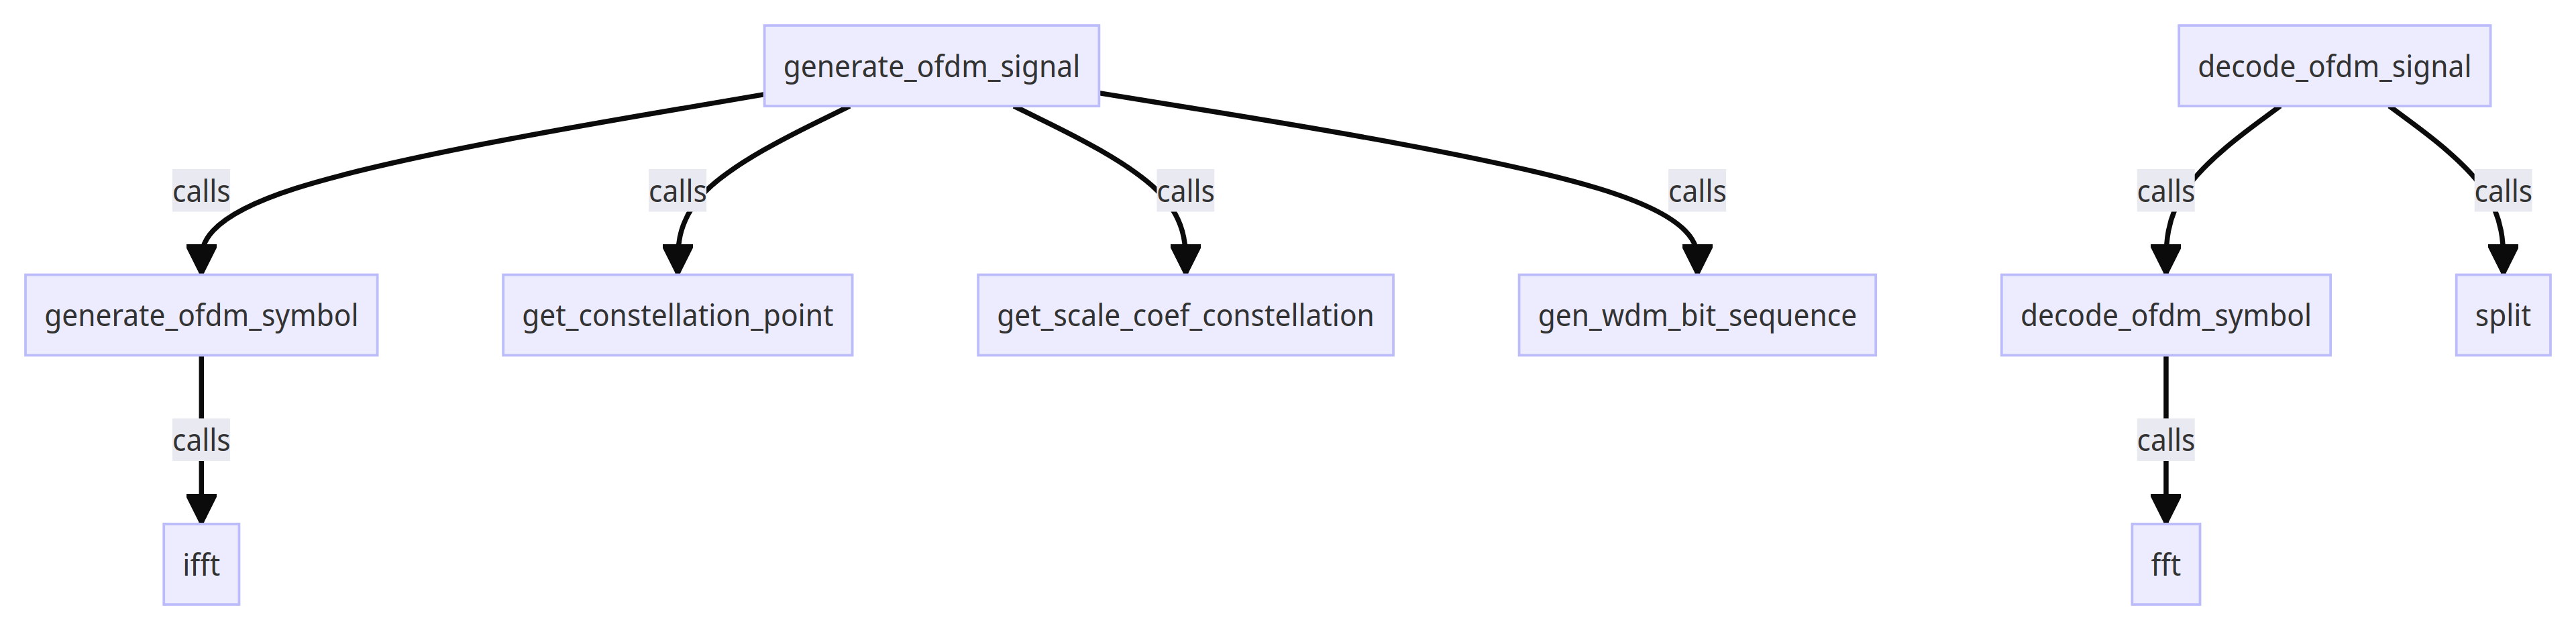 generate_ofdm_signal
decode_ofdm_signal
calls
calls
calls
calls
calls
calls
generate_ofdm_symbol
get_constellation_point
get_scale_coef_constellation
gen_wdm_bit_sequence
decode_ofdm_symbol
split
calls
calls
ifft
fft